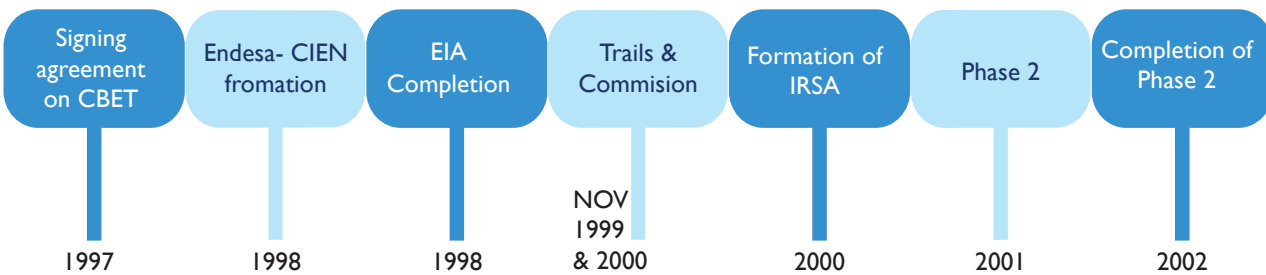 Signing
agreement
on CBET
Endesa- CIEN
fromation
EIA
Completion
Trails &
Commision
Formation of
IRSA
Phase 2
Completion of
Phase 2
1997
1998
1998
NOV
1999
& 2000
2000
2001
2002